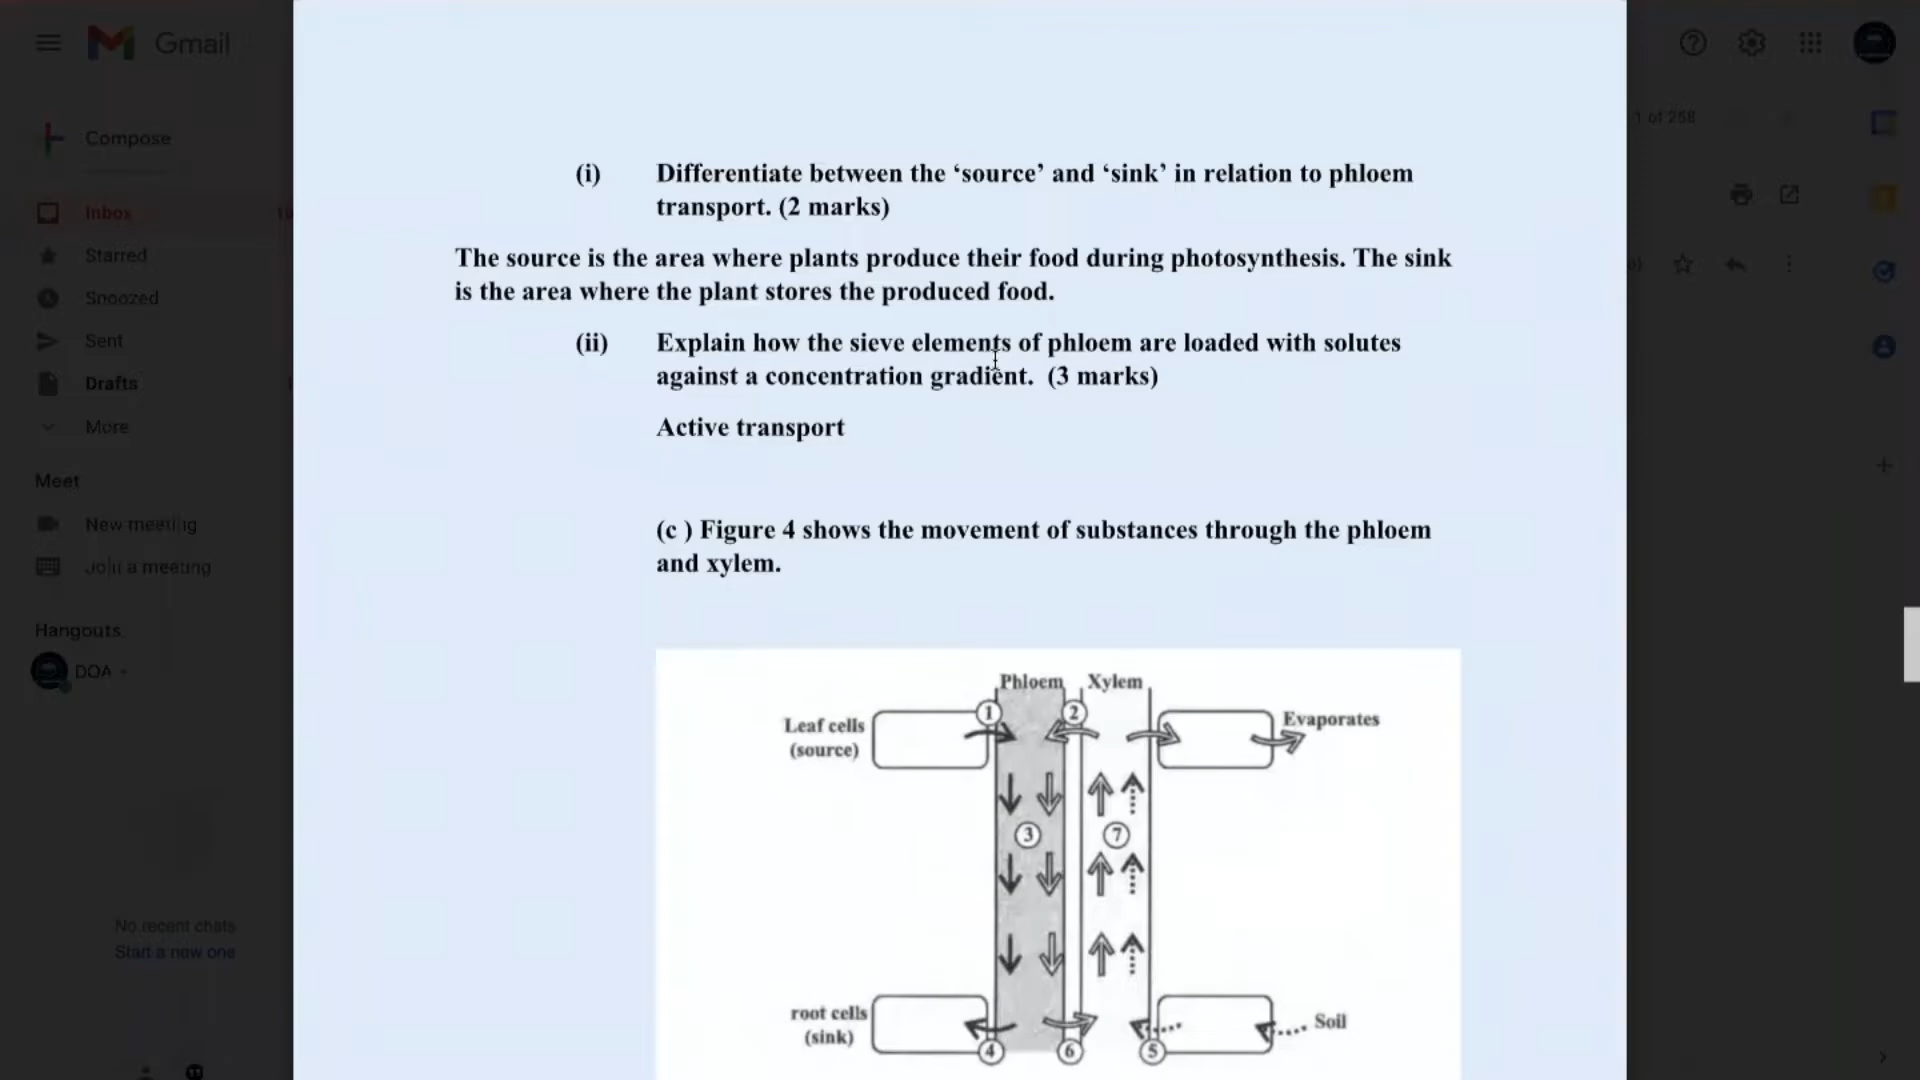 Gmail
Compose
1 of 258
Inbox
Starred
Snoozed
Sent
Drafts
More
Meet
New meeting
Join a meeting
Hangouts
DOA
No recent chats
Start a new one
(i) Differentiate between the ‘source’ and ‘sink’ in relation to phloem
transport. (2 marks)
The source is the area where plants produce their food during photosynthesis. The sink
is the area where the plant stores the produced food.
(ii) Explain how the sieve elements of phloem are loaded with solutes
against a concentration gradient. (3 marks)
Active transport
(c ) Figure 4 shows the movement of substances through the phloem
and xylem.
Phloem Xylem
1 2
Leaf cells
(source)
Evaporates
3 7
root cells
(sink)
Soil
4 6 5